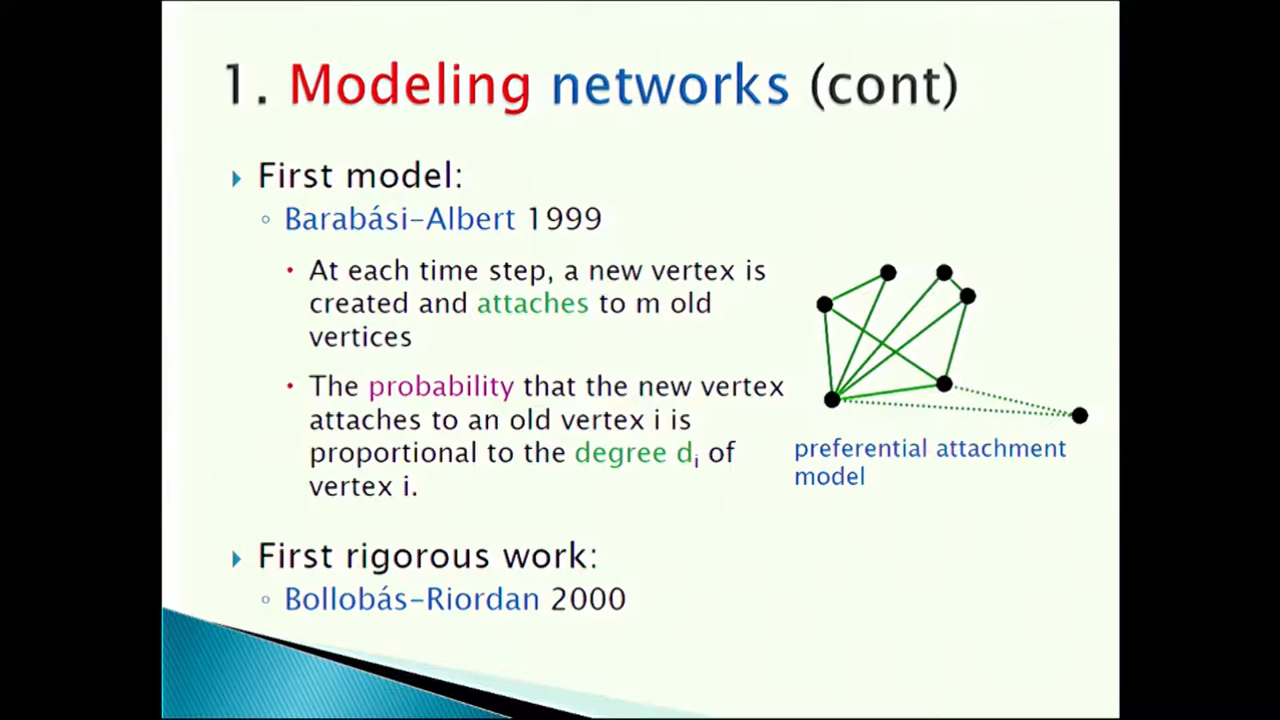 1. Modeling networks (cont)
First model:
Barabási-Albert 1999
At each time step, a new vertex is
created and attaches to m old
vertices
The probability that the new vertex
attaches to an old vertex i is
proportional to the degree dᵢ of
vertex i.
preferential attachment
model
First rigorous work:
Bollobás-Riordan 2000